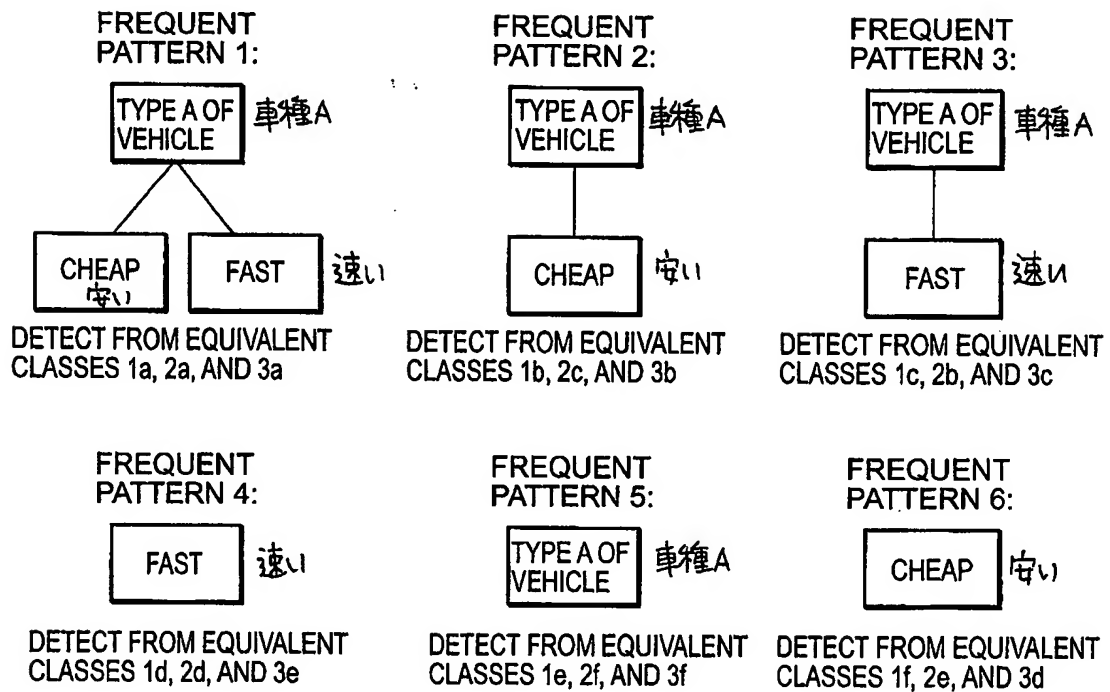 FREQUENT
PATTERN 1:
TYPE A OF
VEHICLE
車種A
CHEAP
安い
FAST
速い
DETECT FROM EQUIVALENT
CLASSES 1a, 2a, AND 3a
FREQUENT
PATTERN 2:
TYPE A OF
VEHICLE
車種A
CHEAP
安い
DETECT FROM EQUIVALENT
CLASSES 1b, 2c, AND 3b
FREQUENT
PATTERN 3:
TYPE A OF
VEHICLE
車種A
FAST
速い
DETECT FROM EQUIVALENT
CLASSES 1c, 2b, AND 3c
FREQUENT
PATTERN 4:
FAST
速い
DETECT FROM EQUIVALENT
CLASSES 1d, 2d, AND 3e
FREQUENT
PATTERN 5:
TYPE A OF
VEHICLE
車種A
DETECT FROM EQUIVALENT
CLASSES 1e, 2f, AND 3f
FREQUENT
PATTERN 6:
CHEAP
安い
DETECT FROM EQUIVALENT
CLASSES 1f, 2e, AND 3d